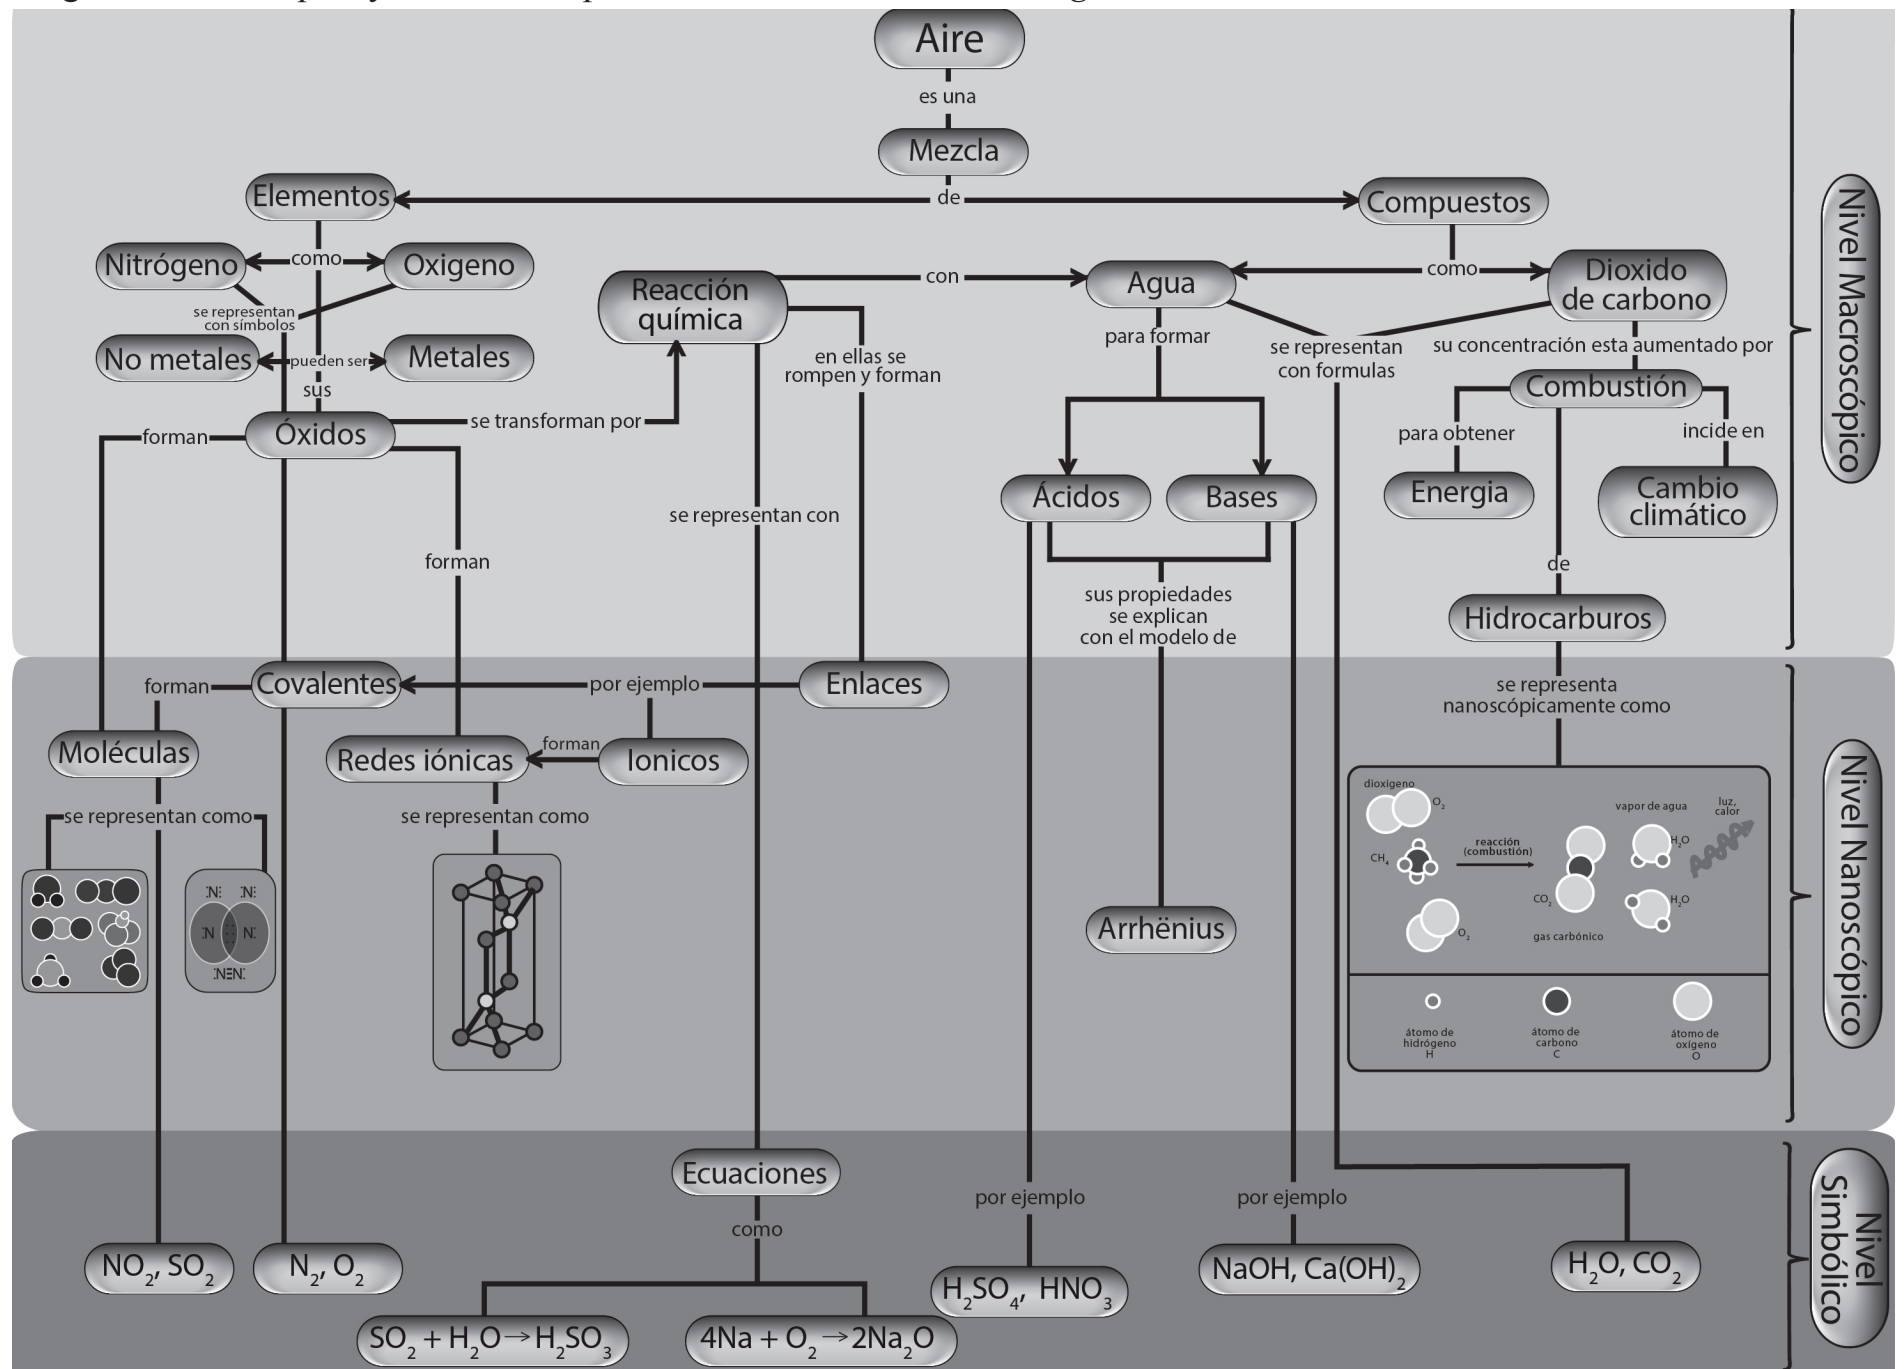 Aire
es una
Mezcla
de
Elementos
Compuestos
Nitrógeno
como
Oxigeno
se representan
con símbolos
No metales
pueden ser
Metales
sus
Óxidos
forman
se transforman por
forman
Reacción
química
con
en ellas se
rompen y forman
se representan con
Agua
como
Dioxido
de carbono
para formar
se representan
con formulas
su concentración esta aumentado por
Combustión
para obtener
incide en
Energia
Cambio
climático
Ácidos
Bases
sus propiedades
se explican
con el modelo de
de
Hidrocarburos
Nivel Macroscópico
Covalentes
forman
por ejemplo
Enlaces
Moléculas
Redes iónicas
forman
Ionicos
se representan como
se representan como
:N: :N:
:N N:
:N≡N:
Arrhënius
se representa
nanoscópicamente como
dioxigeno
O2
CH4
O2
reacción
(combustión)
CO2
gas carbónico
vapor de agua
H2O
H2O
luz,
calor
átomo de
hidrógeno
H
átomo de
carbono
C
átomo de
oxígeno
O
Nivel Nanoscópico
Ecuaciones
como
por ejemplo
por ejemplo
NO2, SO2
N2, O2
SO2 + H2O → H2SO3
4Na + O2 → 2Na2O
H2SO4, HNO3
NaOH, Ca(OH)2
H2O, CO2
Nivel
Simbólico